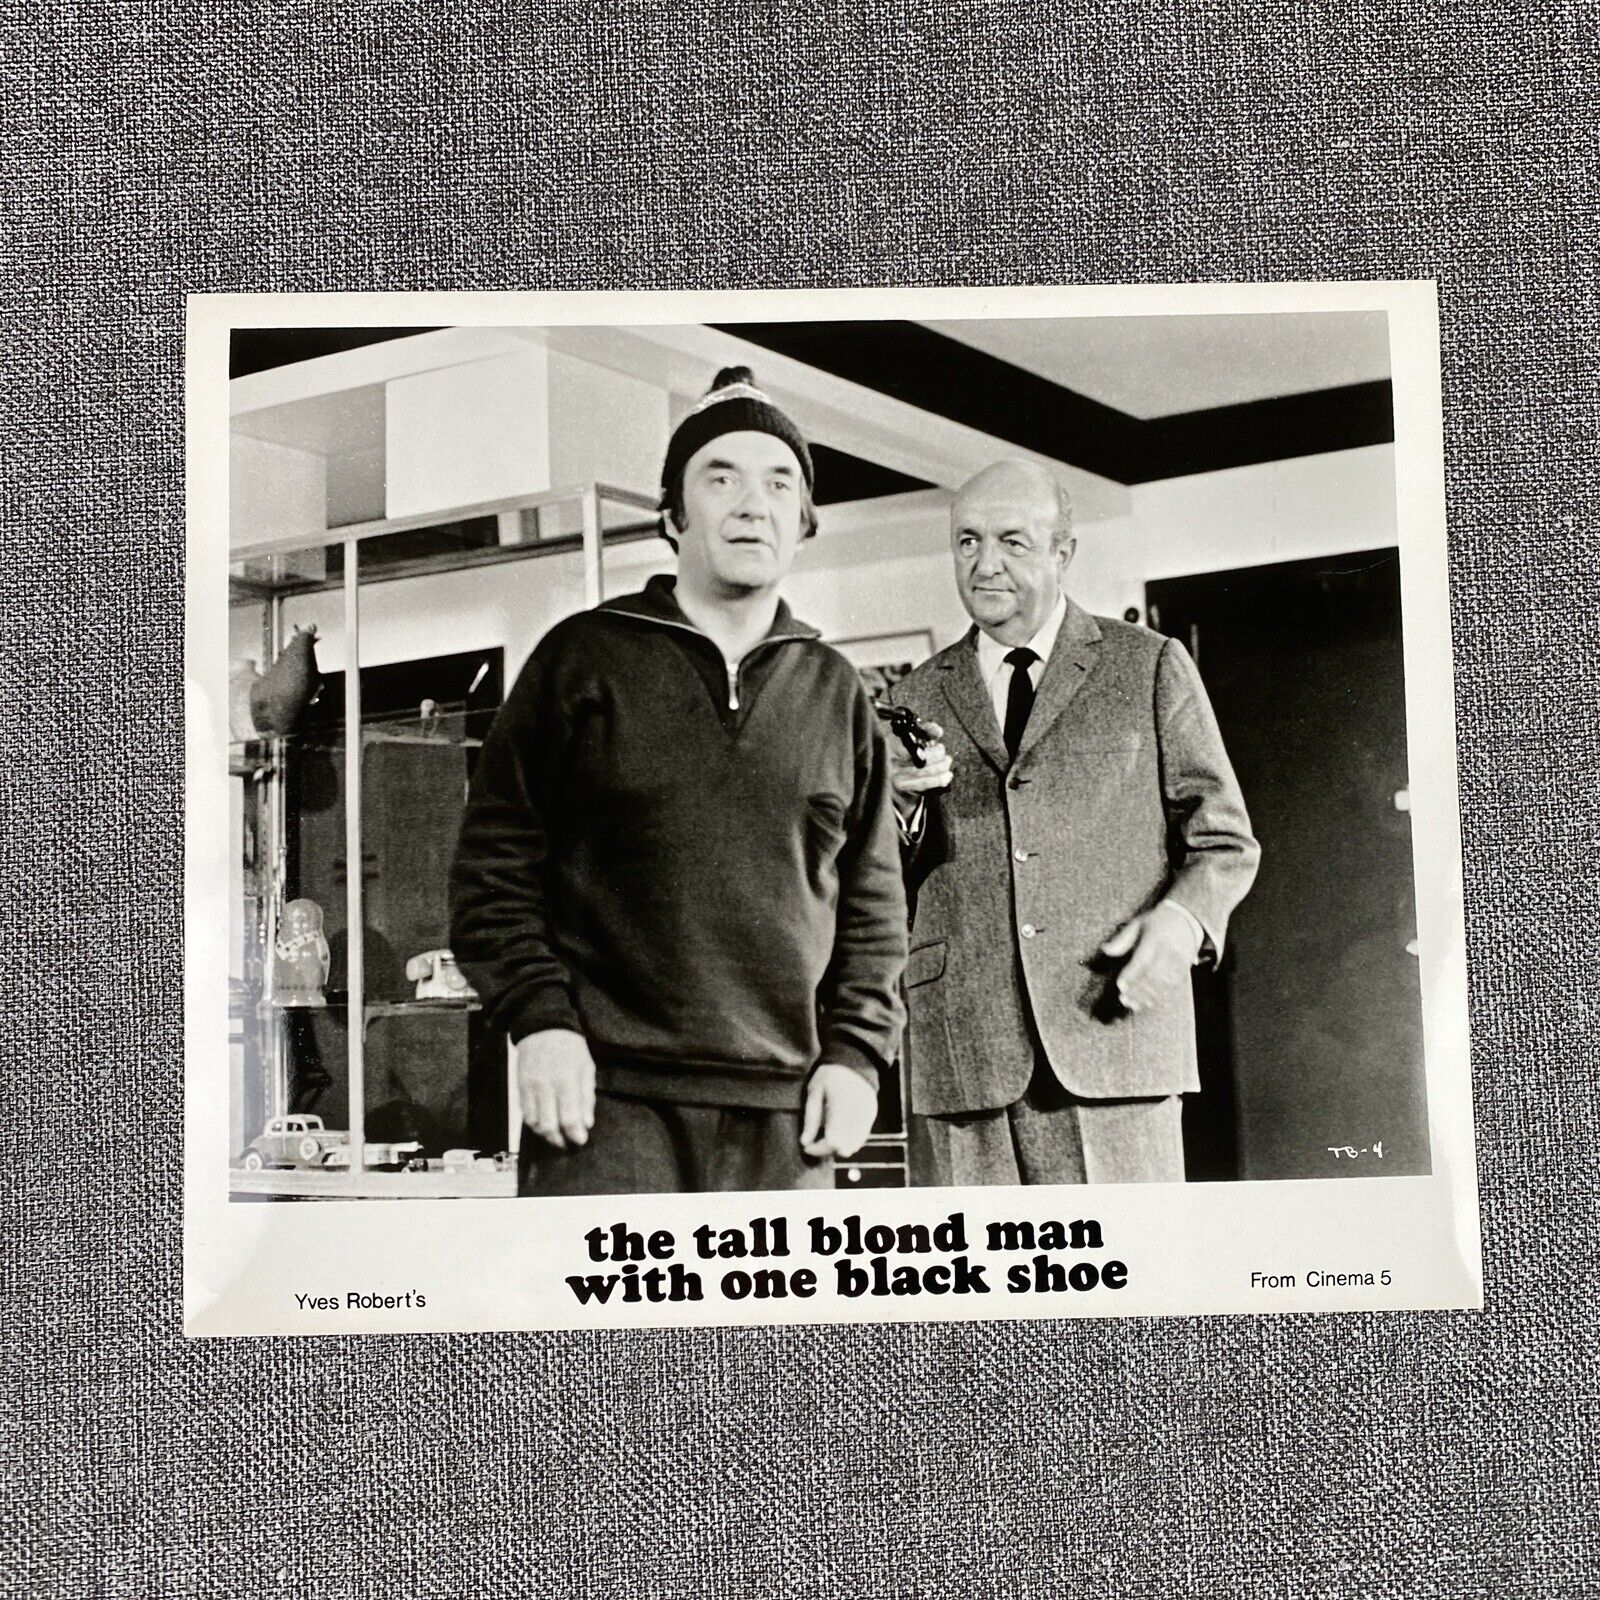 TB-4
the tall blond man
with one black shoe
Yves Robert's
From Cinema 5